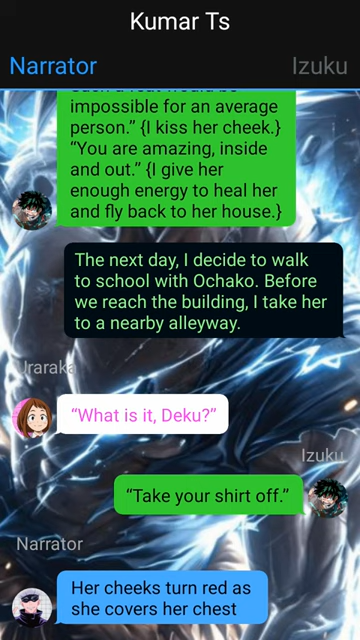 Kumar Ts
Narrator
Izuku
impossible for an average
person.” {I kiss her cheek.}
“You are amazing, inside
and out.” {I give her
enough energy to heal her
and fly back to her house.}
The next day, I decide to walk
to school with Ochako. Before
we reach the building, I take her
to a nearby alleyway.
Uraraka
“What is it, Deku?”
Izuku
“Take your shirt off.”
Narrator
Her cheeks turn red as
she covers her chest